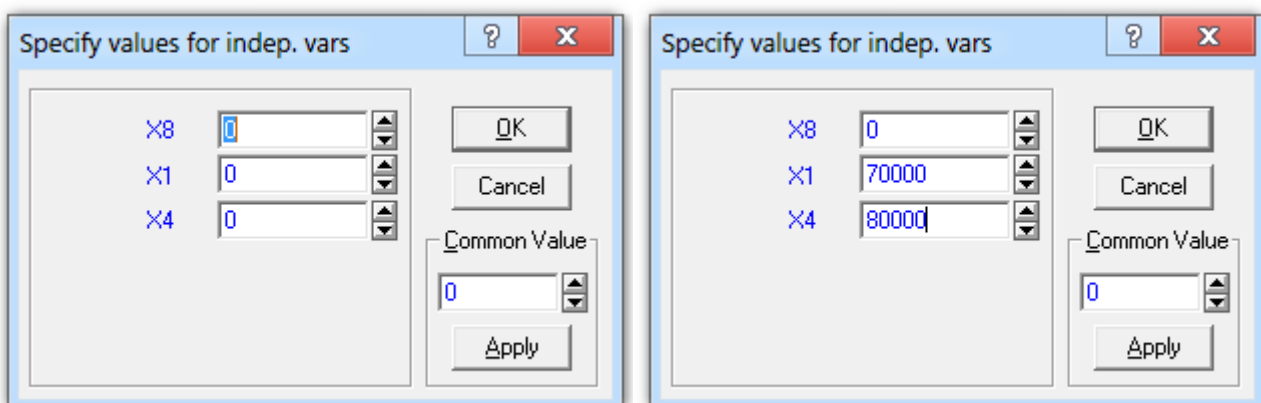 Specify values for indep. vars ?
X8 0 OK
X1 0 Cancel
X4 0
Common Value
0
Apply
Specify values for indep. vars ?
X8 0 OK
X1 70000 Cancel
X4 80000
Common Value
0
Apply